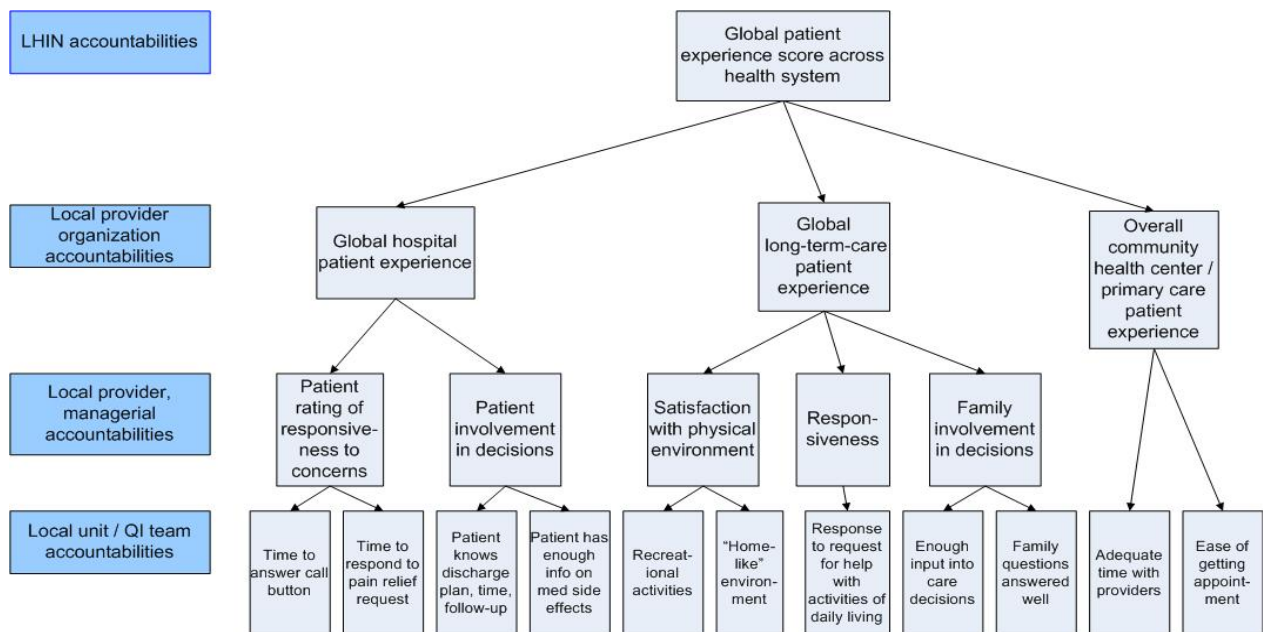 LHIN accountabilities
Global patient
experience score across
health system
Local provider
organization
accountabilities
Global hospital
patient experience
Global
long-term-care
patient
experience
Overall
community
health center /
primary care
patient
experience
Local provider,
managerial
accountabilities
Patient
rating of
responsive-
ness to
concerns
Patient
involvement
in decisions
Satisfaction
with physical
environment
Respon-
siveness
Family
involvement
in decisions
Local unit / QI team
accountabilities
Time to
answer call
button
Time to
respond to
pain relief
request
Patient
knows
discharge
plan, time,
follow-up
Patient has
enough
info on
med side
effects
Recreat-
ional
activities
"Home-
like"
environ-
ment
Response
to request
for help
with
activities of
daily living
Enough
input into
care
decisions
Family
questions
answered
well
Adequate
time with
providers
Ease of
getting
appoint-
ment